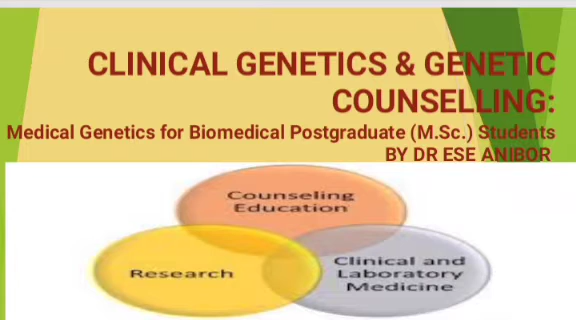 CLINICAL GENETICS & GENETIC
COUNSELLING:
Medical Genetics for Biomedical Postgraduate (M.Sc.) Students
BY DR ESE ANIBOR
Counseling
Education
Research
Clinical and
Laboratory
Medicine